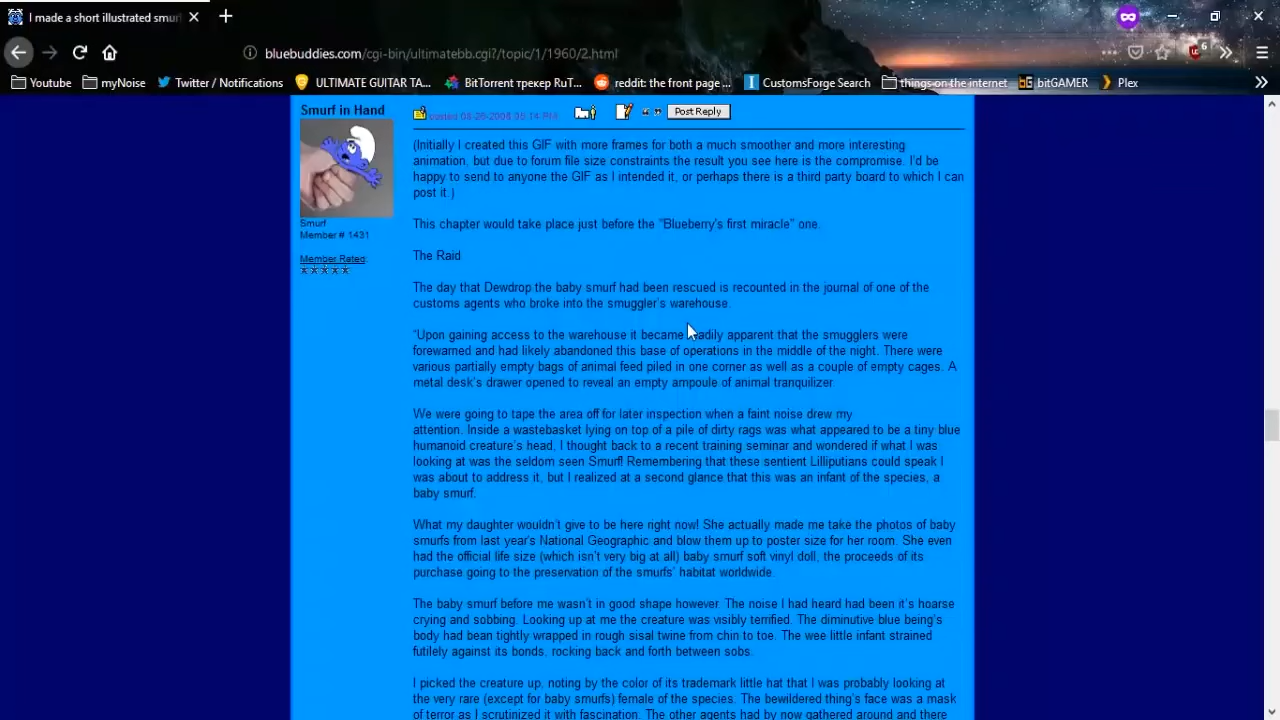 I made a short illustrated smur
bluebuddies.com/cgi-bin/ultimatebb.cgi?/topic/1/1960/2.html
6
Youtube
myNoise
Twitter / Notifications
ULTIMATE GUITAR TA...
BitTorrent трекер RuT...
reddit: the front page ...
CustomsForge Search
things on the internet
bitGAMER
Plex
Smurf in Hand
Post Reply
(Initially I created this GIF with more frames for both a much smoother and more interesting
animation, but due to forum file size constraints the result you see here is the compromise. I'd be
happy to send to anyone the GIF as I intended it, or perhaps there is a third party board to which I can
post it.)
Smurf
Member # 1431
Member Rated:
This chapter would take place just before the "Blueberry's first miracle" one.
The Raid
The day that Dewdrop the baby smurf had been rescued is recounted in the journal of one of the
customs agents who broke into the smuggler's warehouse.
"Upon gaining access to the warehouse it became readily apparent that the smugglers were
forewarned and had likely abandoned this base of operations in the middle of the night. There were
various partially empty bags of animal feed piled in one corner as well as a couple of empty cages. A
metal desk's drawer opened to reveal an empty ampoule of animal tranquilizer.
We were going to tape the area off for later inspection when a faint noise drew my
attention. Inside a wastebasket lying on top of a pile of dirty rags was what appeared to be a tiny blue
humanoid creature's head. I thought back to a recent training seminar and wondered if what I was
looking at was the seldom seen Smurf! Remembering that these sentient Lilliputians could speak I
was about to address it, but I realized at a second glance that this was an infant of the species, a
baby smurf.
What my daughter wouldn't give to be here right now! She actually made me take the photos of baby
smurfs from last year's National Geographic and blow them up to poster size for her room. She even
had the official life size (which isn't very big at all) baby smurf soft vinyl doll, the proceeds of its
purchase going to the preservation of the smurfs' habitat worldwide.
The baby smurf before me wasn't in good shape however. The noise I had heard had been it's hoarse
crying and sobbing. Looking up at me the creature was visibly terrified. The diminutive blue being's
body had bean tightly wrapped in rough sisal twine from chin to toe. The wee little infant strained
futilely against its bonds, rocking back and forth between sobs.
I picked the creature up, noting by the color of its trademark little hat that I was probably looking at
the very rare (except for baby smurfs) female of the species. The bewildered thing's face was a mask
of terror as I scrutinized it with fascination. The other agents had by now gathered around and there